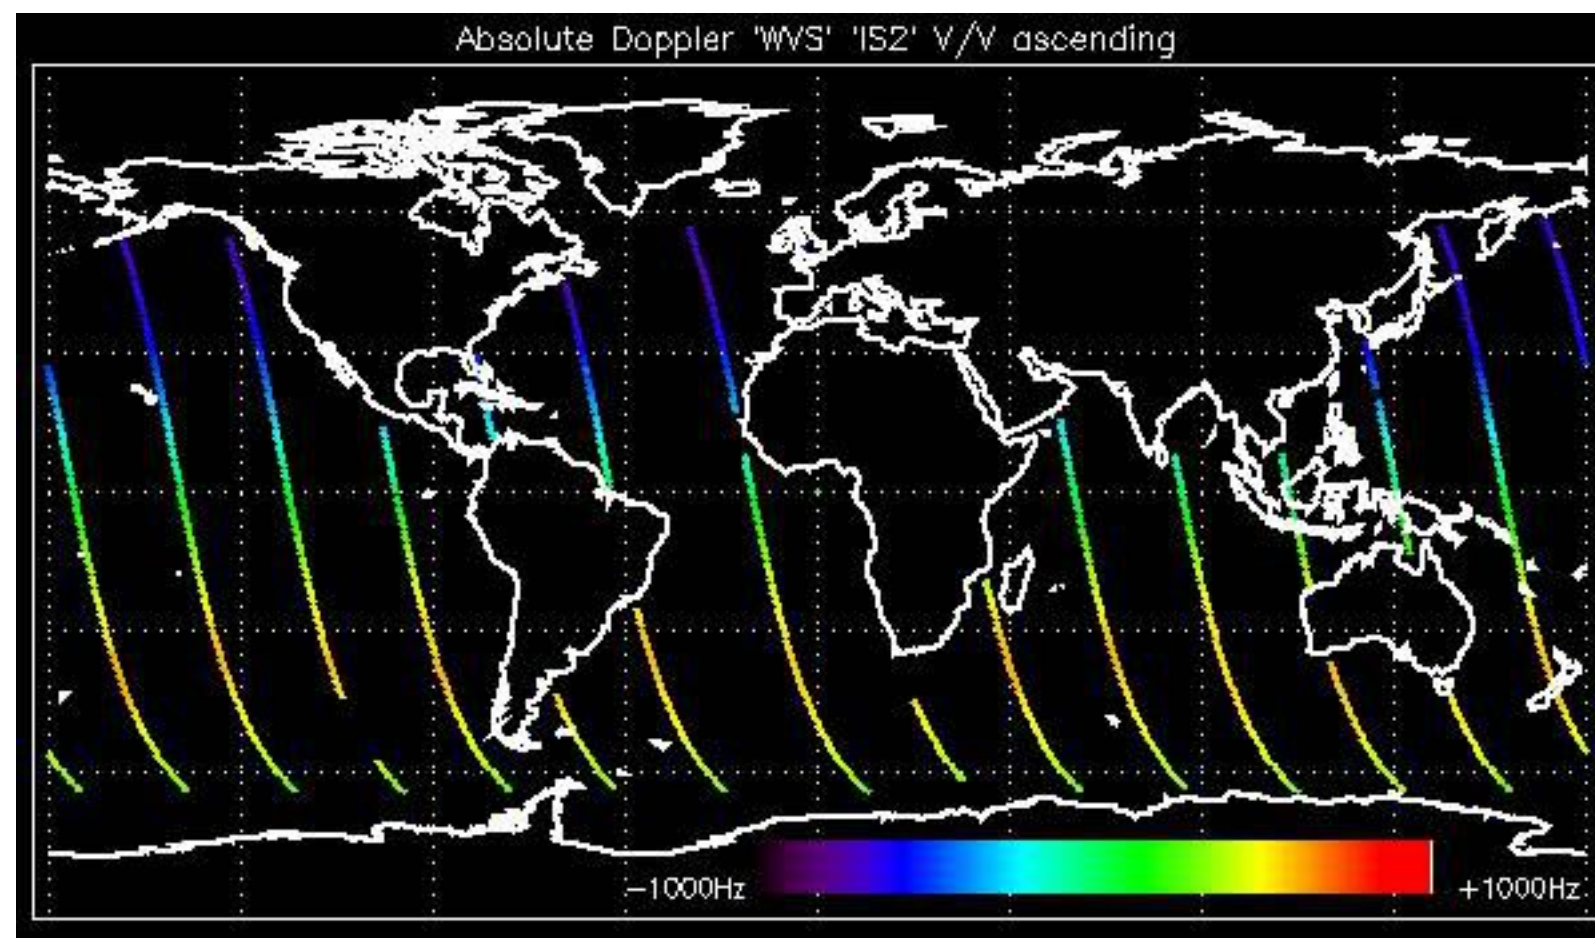 Absolute Doppler 'WVS' 'IS2' V/V ascending
−1000Hz
+1000Hz